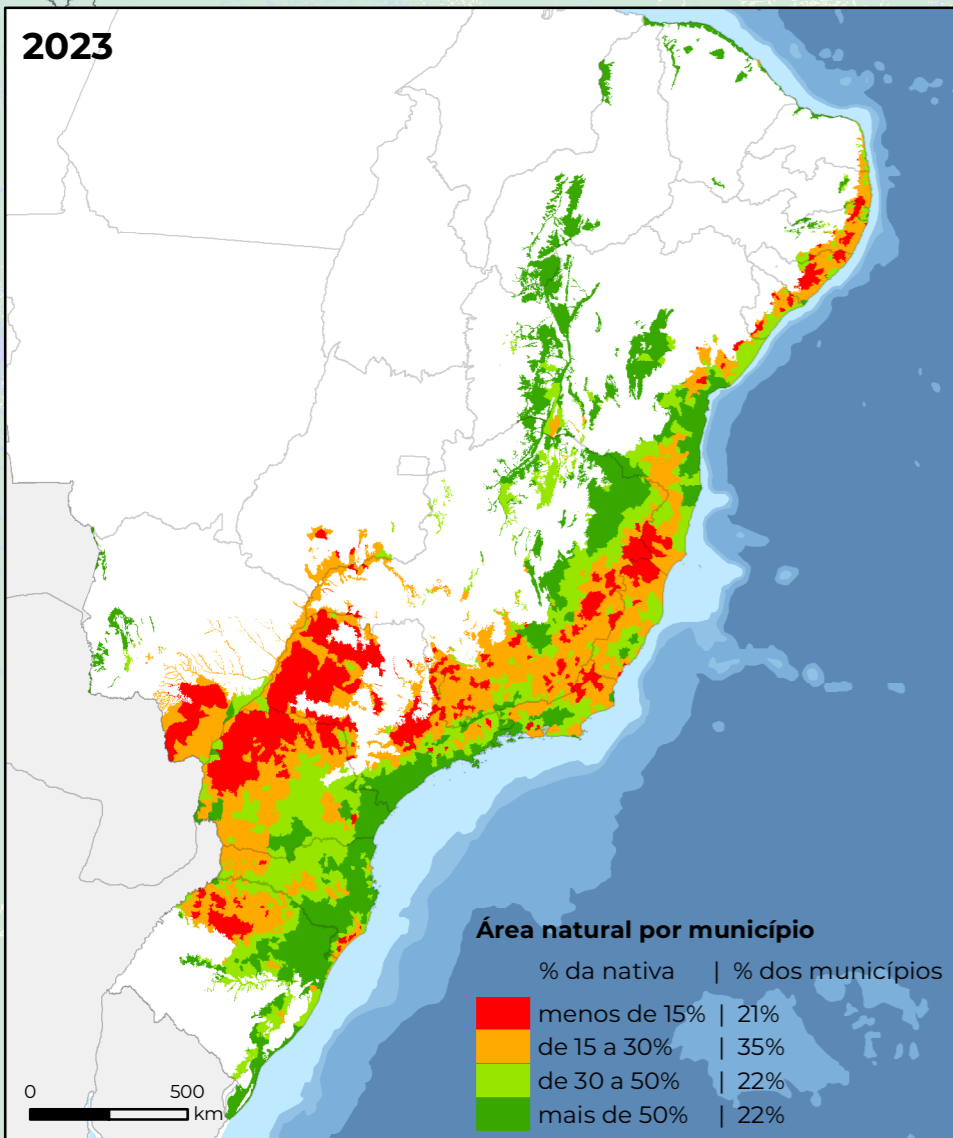 2023
Área natural por município
% da nativa | % dos municípios
menos de 15% | 21%
de 15 a 30% | 35%
de 30 a 50% | 22%
mais de 50% | 22%
0 500
km